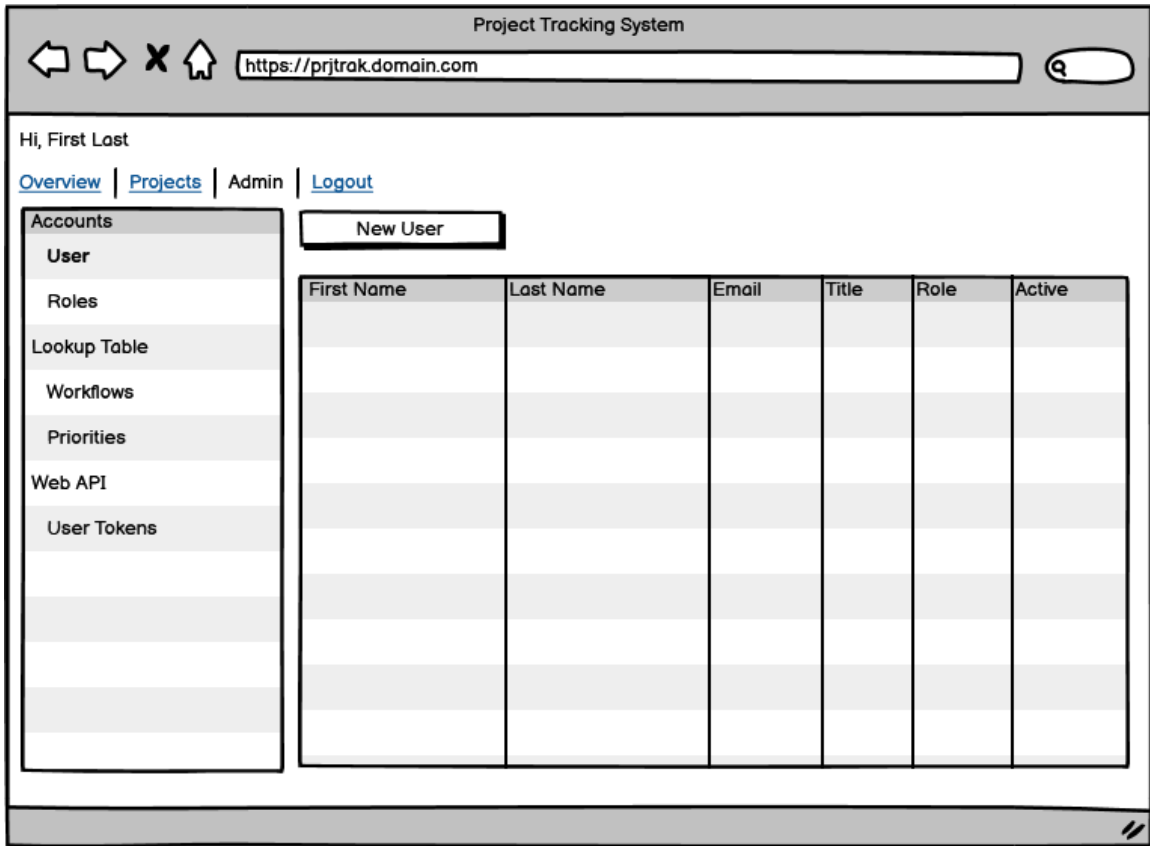 Project Tracking System
https://prjtrak.domain.com
Hi, First Last
Overview Projects Admin Logout
Accounts
User
Roles
Lookup Table
Workflows
Priorities
Web API
User Tokens
New User
First Name Last Name Email Title Role Active